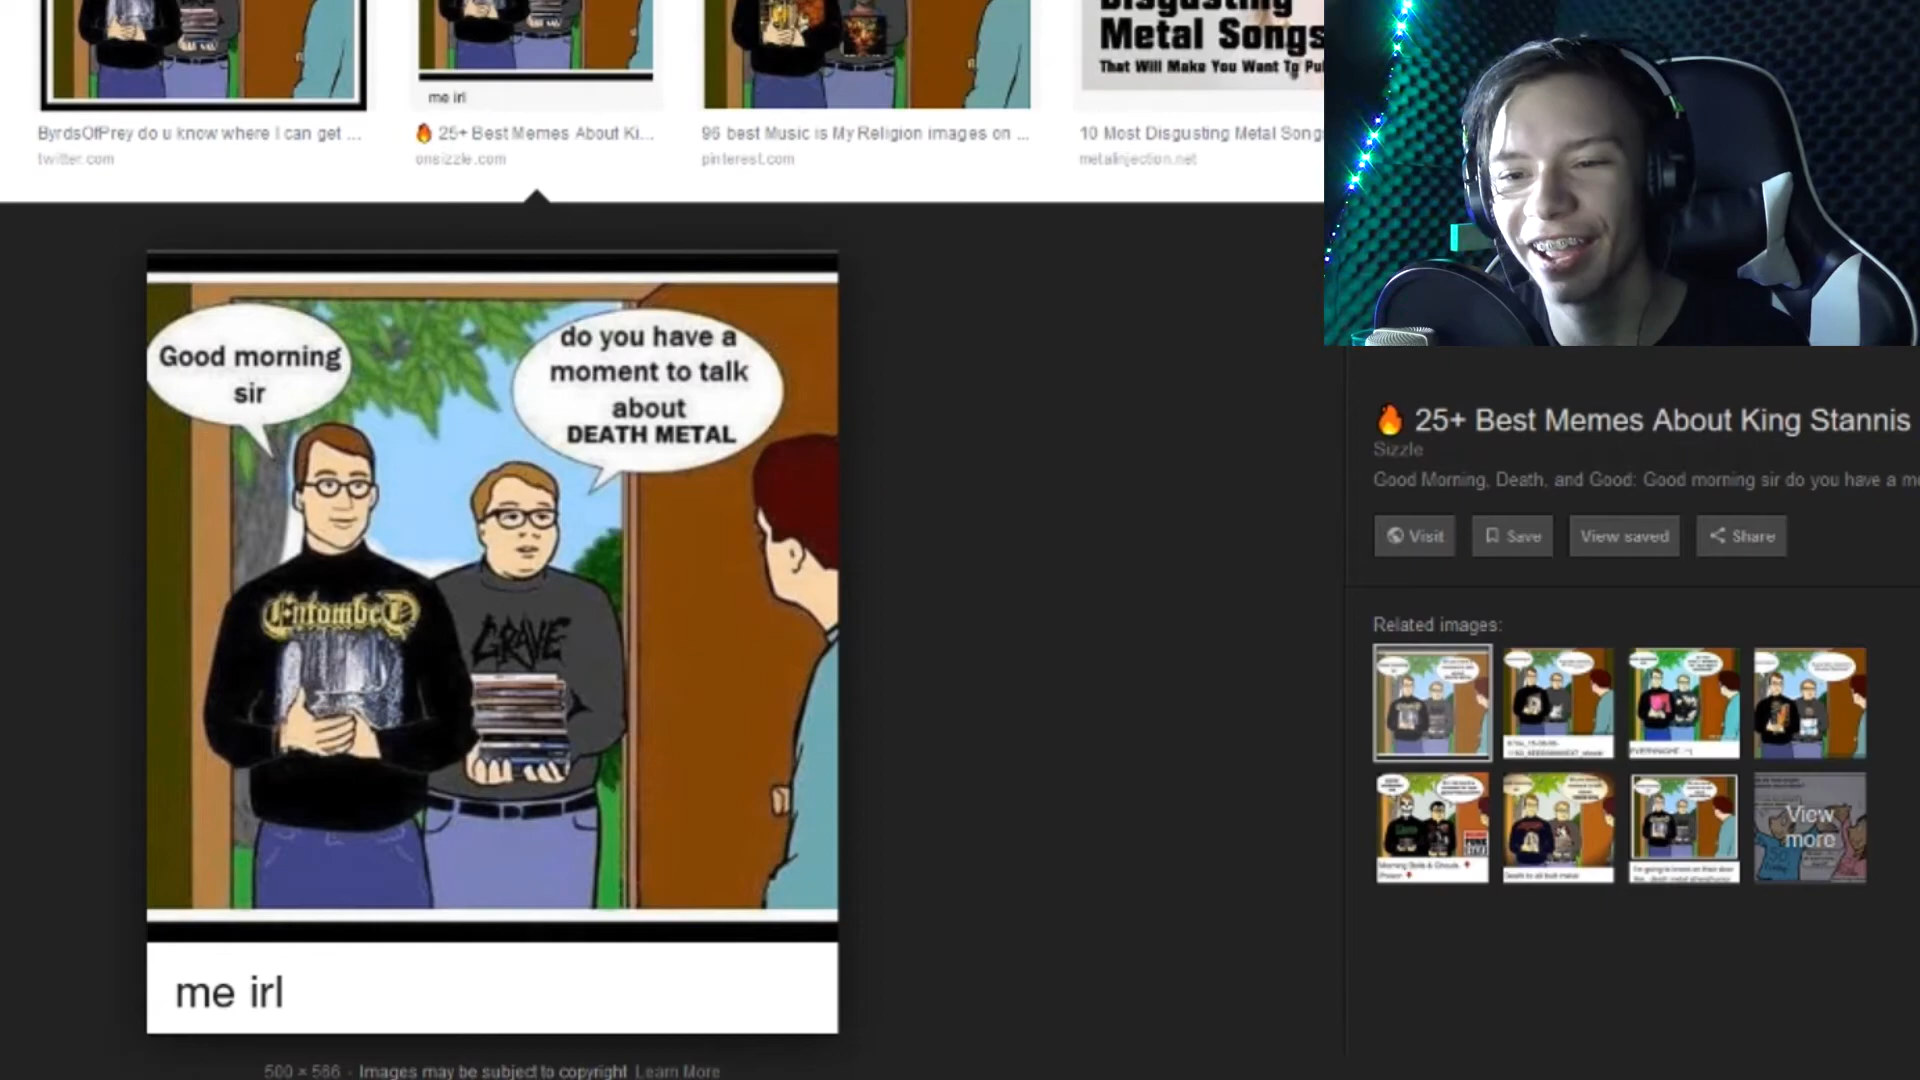 Disgusting
Metal Songs
That Will Make You Want To Pu
me irl
ByrdsOfPrey do u know where I can get ...
twitter.com
🔥 25+ Best Memes About Ki...
onsizzle.com
96 best Music is My Religion images on ...
pinterest.com
10 Most Disgusting Metal Song
metalinjection.net
Good morning
sir
do you have a
moment to talk
about
DEATH METAL
EntombeD
GRAVE
me irl
500 × 566 - Images may be subject to copyright Learn More
🔥 25+ Best Memes About King Stannis
Sizzle
Good Morning, Death, and Good: Good morning sir do you have a m
Visit
Save
View saved
Share
Related images:
View
more